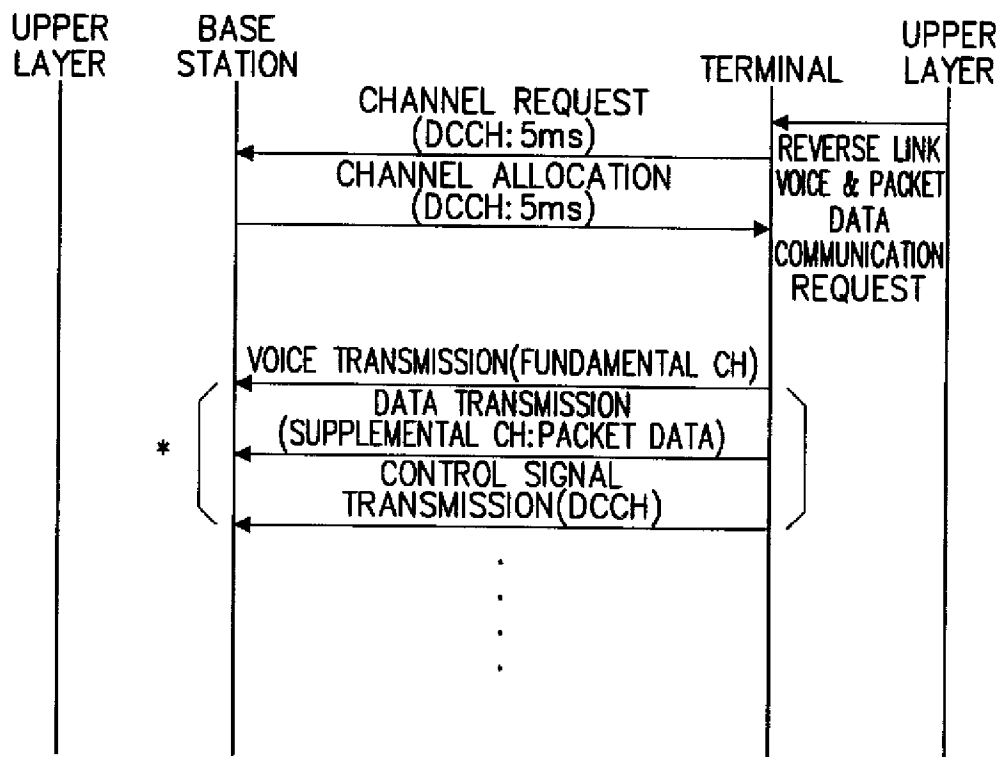 UPPER
LAYER
BASE
STATION
TERMINAL
UPPER
LAYER
CHANNEL REQUEST
(DCCH: 5ms)
CHANNEL ALLOCATION
(DCCH: 5ms)
REVERSE LINK
VOICE & PACKET
DATA
COMMUNICATION
REQUEST
VOICE TRANSMISSION(FUNDAMENTAL CH)
DATA TRANSMISSION
(SUPPLEMENTAL CH:PACKET DATA)
*
CONTROL SIGNAL
TRANSMISSION(DCCH)